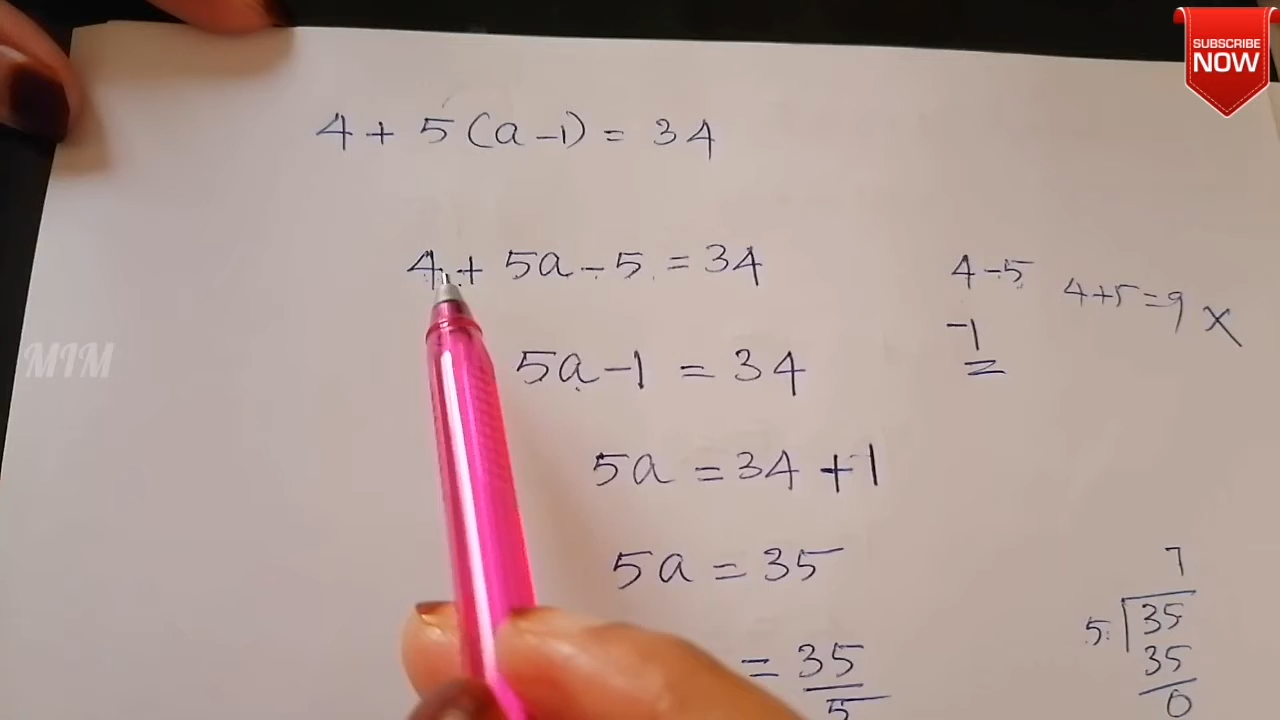 SUBSCRIBE
NOW
4 + 5(a-1) = 34
4 + 5a - 5 = 34
4-5
4+5=9 X
MIM
5a-1 = 34
-1
5a = 34 + 1
5a = 35
7
5 35
= 35
35
5
0